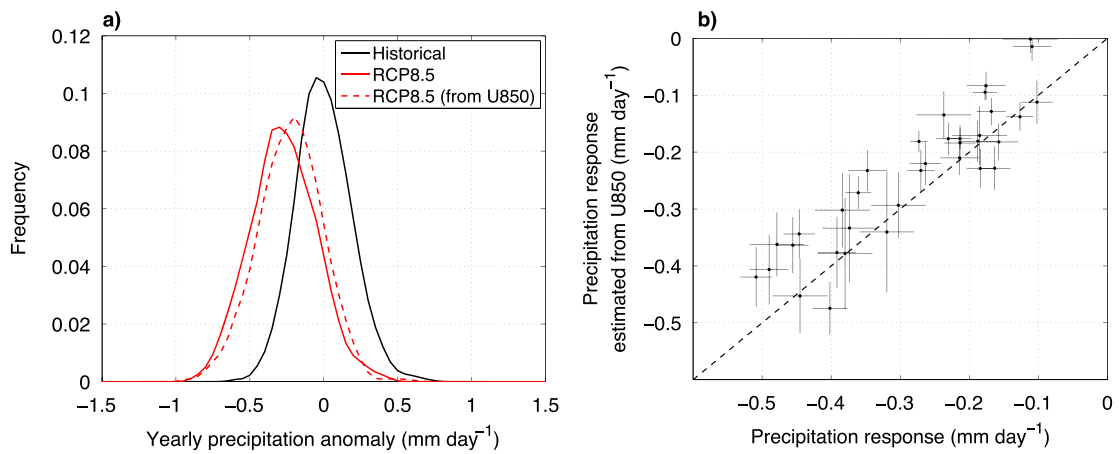 a)
0.12
0.1
0.08
0.06
0.04
0.02
0
Frequency
Historical
RCP8.5
RCP8.5 (from U850)
−1.5 −1 −0.5 0 0.5 1 1.5
Yearly precipitation anomaly (mm day⁻¹)
b)
0
−0.1
−0.2
−0.3
−0.4
−0.5
Precipitation response
estimated from U850 (mm day⁻¹)
−0.5 −0.4 −0.3 −0.2 −0.1 0
Precipitation response (mm day⁻¹)